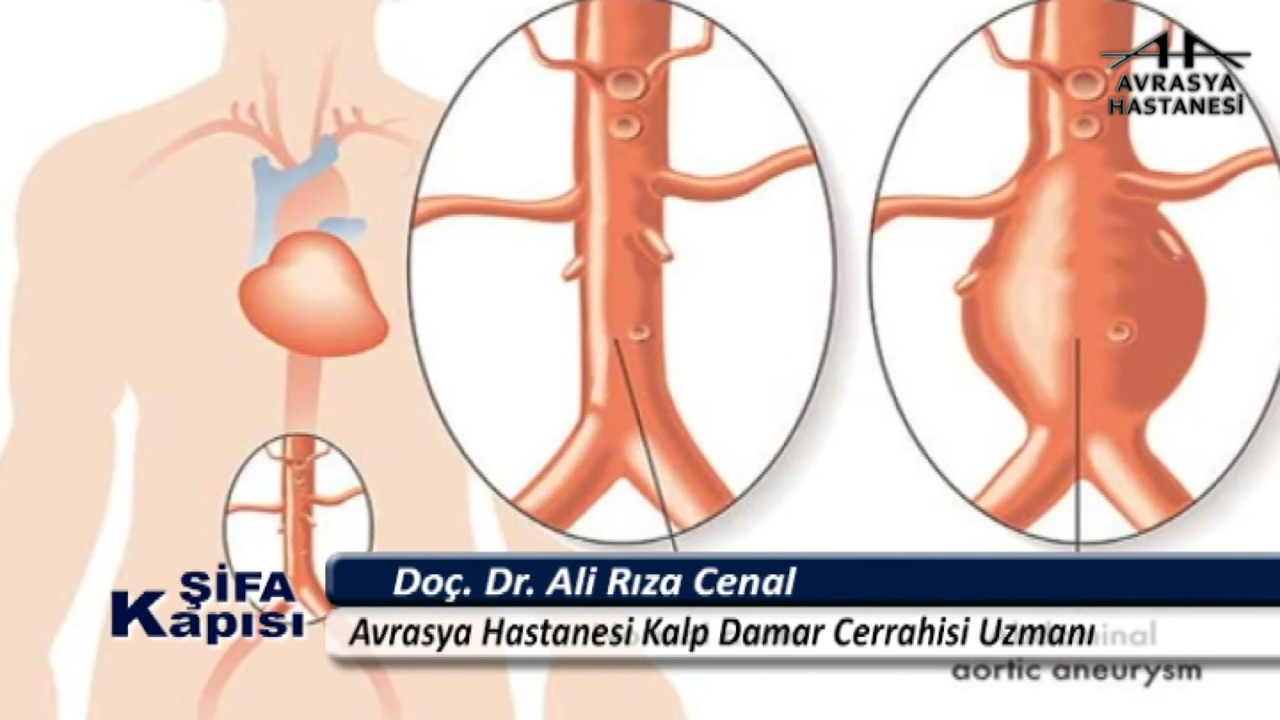 AVRASYA
HASTANESİ
ŞİFA
Kapısı
Doç. Dr. Ali Rıza Cenal
Avrasya Hastanesi Kalp Damar Cerrahisi Uzmanı
aortic aneurysm